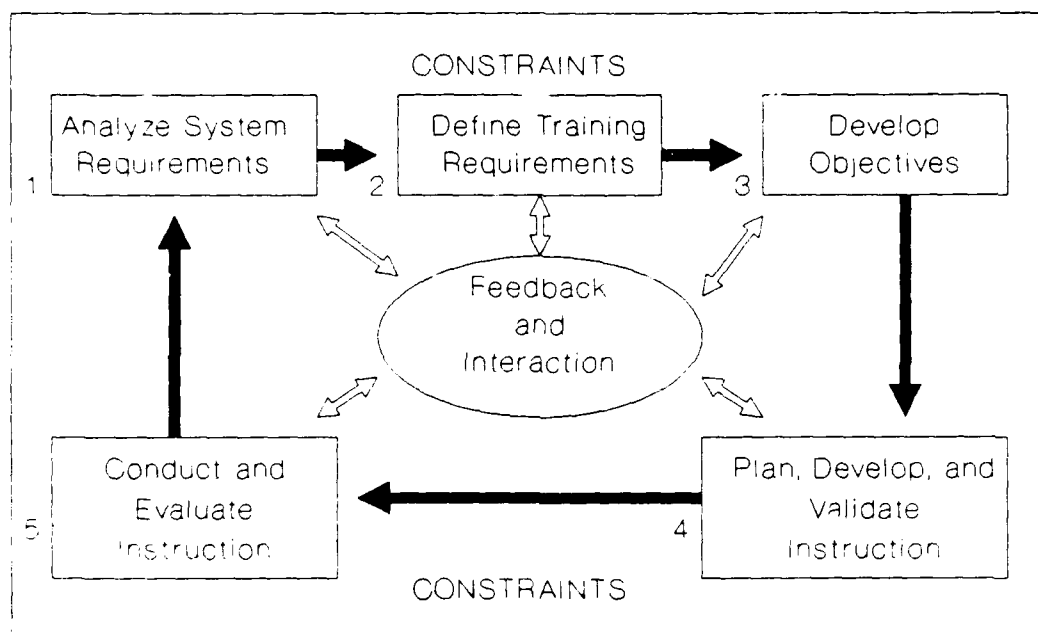 CONSTRAINTS
Analyze System
Requirements
1
Define Training
Requirements
2
Develop
Objectives
3
Feedback
and
Interaction
Conduct and
Evaluate
Instruction
5
Plan, Develop, and
Validate
Instruction
4
CONSTRAINTS